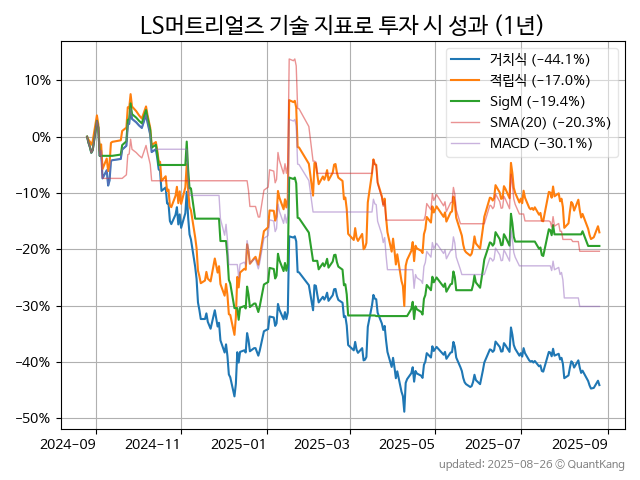 LS머트리얼즈 기술 지표로 투자 시 성과 (1년)
거치식 (−44.1%)
적립식 (−17.0%)
SigM (−19.4%)
SMA(20) (−20.3%)
MACD (−30.1%)
10%
0%
−10%
−20%
−30%
−40%
−50%
2024−09 2024−11 2025−01 2025−03 2025−05 2025−07 2025−09
updated: 2025-08-26 © QuantKang